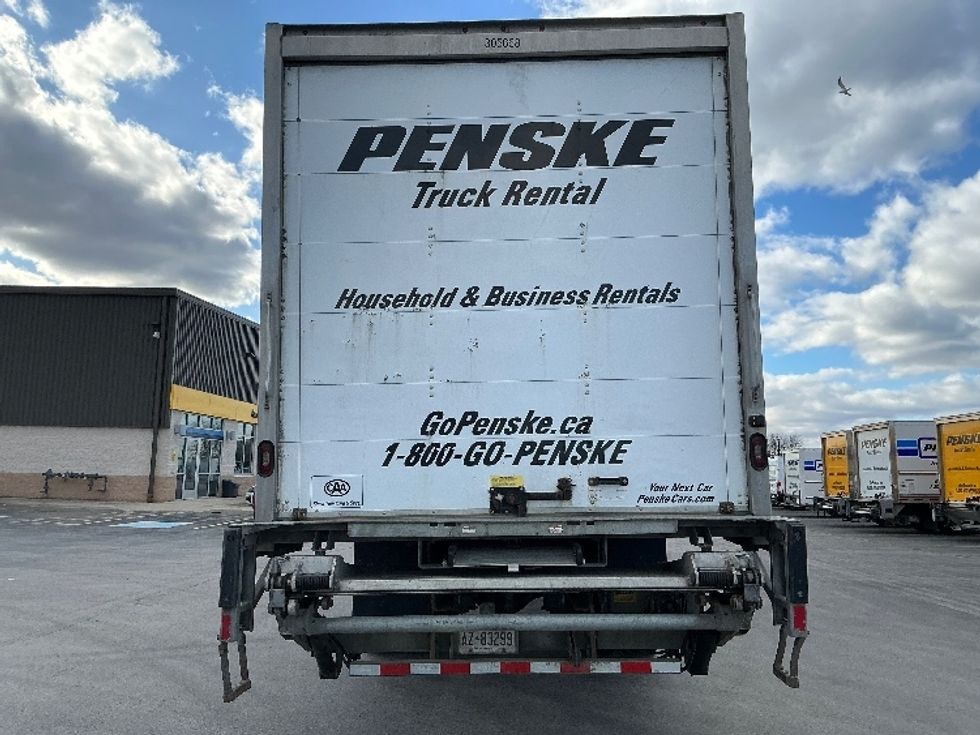 305058
PENSKE
Truck Rental
Household & Business Rentals
GoPenske.ca
1-800-GO-PENSKE
CAA
Your Next Car
PenskeCars.com
AZ-83299
PENSKE
PENSKE